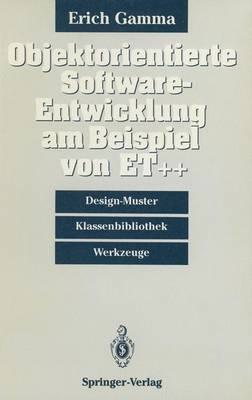 Erich Gamma
Objektorientierte
Software-
Entwicklung
am Beispiel
von ET++
Design-Muster
Klassenbibliothek
Werkzeuge
Springer-Verlag